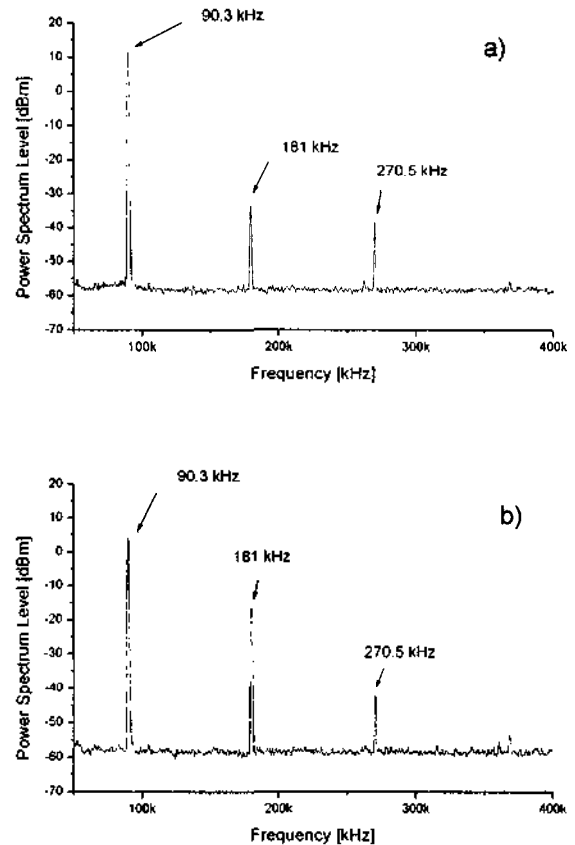 20
90.3 kHz
a)
10
0
-10
181 kHz
270.5 kHz
-20
-30
-40
-50
-60
-70
Power Spectrum Level [dBm]
100k
200k
300k
400k
Frequency [kHz}
20
90.3 kHz
b)
10
0
181 kHz
-10
-20
270.5 kHz
-30
-40
-50
-60
-70
Power Spectrum Level [dBm]
100k
200k
300k
400k
Frequency [kHz]